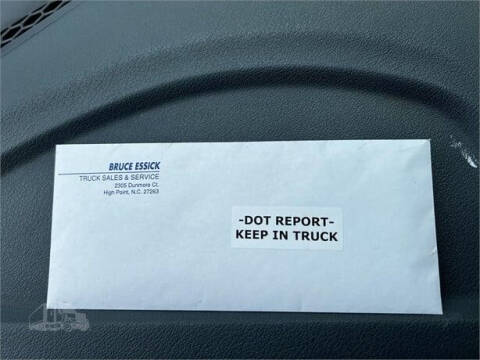 BRUCE ESSICK
TRUCK SALES & SERVICE
2305 Dunmore Ct.
High Point, N.C. 27263
-DOT REPORT-
KEEP IN TRUCK